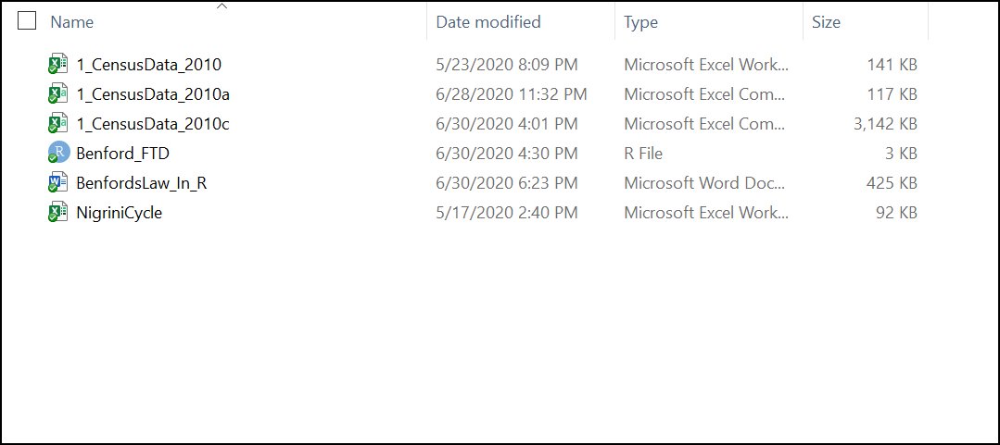 Name Date modified Type Size
1_CensusData_2010 5/23/2020 8:09 PM Microsoft Excel Work... 141 KB
1_CensusData_2010a 6/28/2020 11:32 PM Microsoft Excel Com... 117 KB
1_CensusData_2010c 6/30/2020 4:01 PM Microsoft Excel Com... 3,142 KB
Benford_FTD 6/30/2020 4:30 PM R File 3 KB
BenfordsLaw_In_R 6/30/2020 6:23 PM Microsoft Word Doc... 425 KB
NigriniCycle 5/17/2020 2:40 PM Microsoft Excel Work... 92 KB